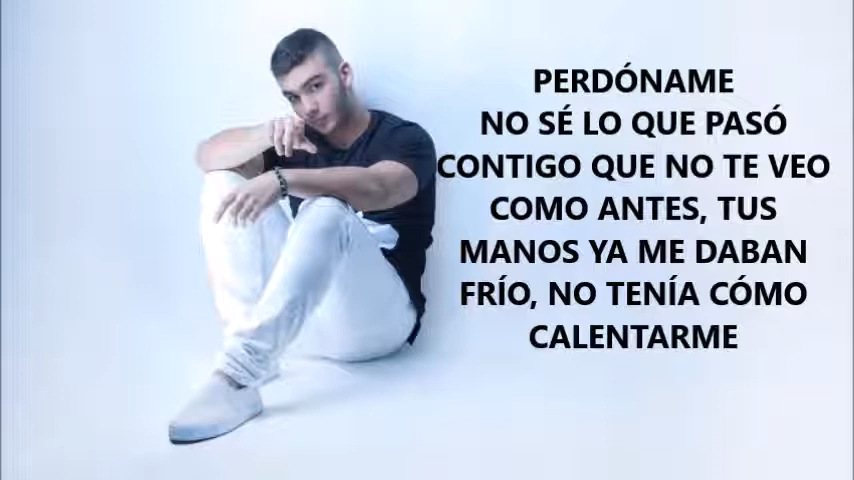 PERDÓNAME
NO SÉ LO QUE PASÓ
CONTIGO QUE NO TE VEO
COMO ANTES, TUS
MANOS YA ME DABAN
FRÍO, NO TENÍA CÓMO
CALENTARME